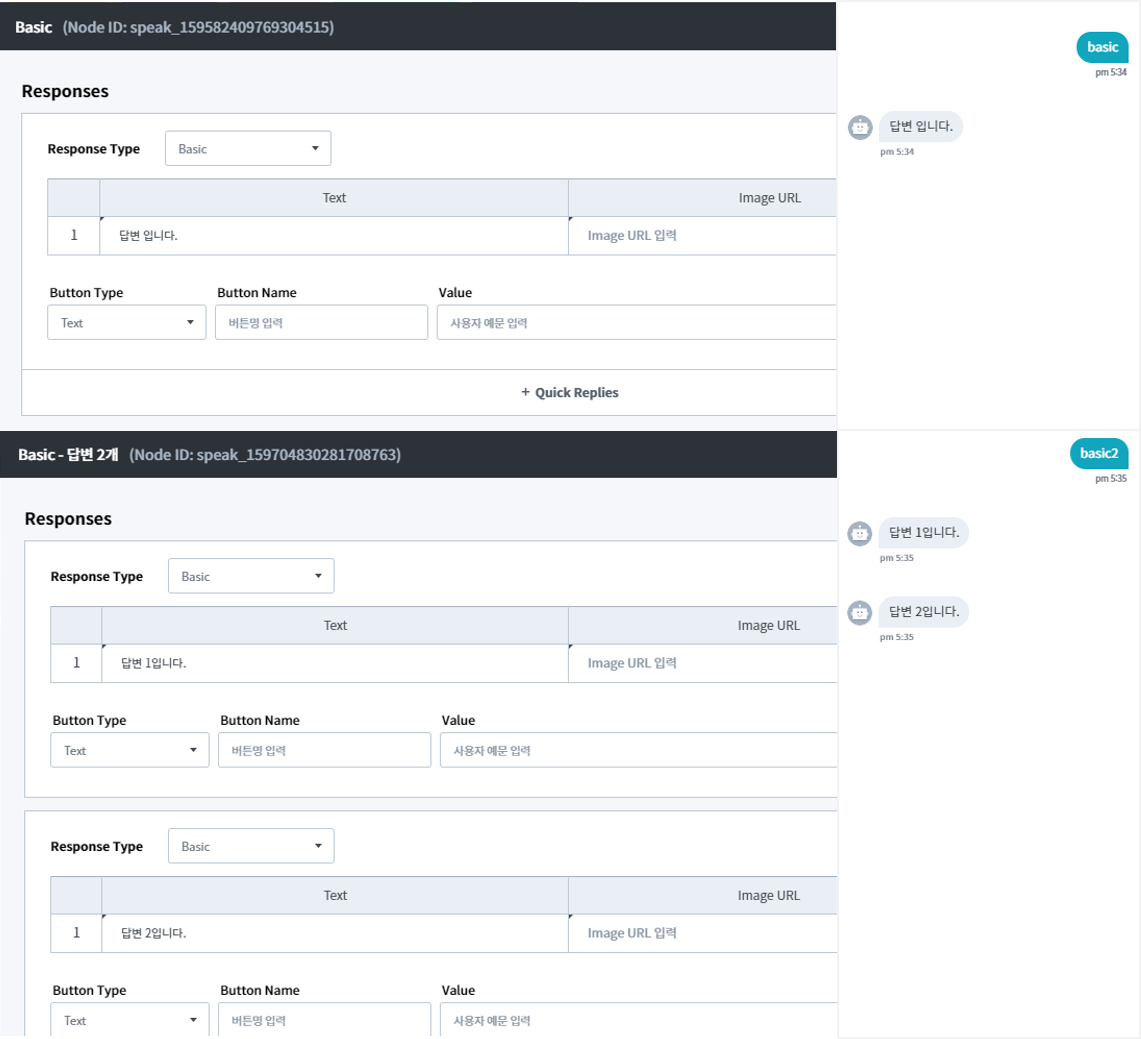 Basic (Node ID: speak_159582409769304515)
Responses
Response Type Basic
Text Image URL
1 답변 입니다. Image URL 입력
Button Type Button Name Value
Text 버튼명 입력 사용자 예문 입력
+ Quick Replies
basic
pm 5:34
답변 입니다.
pm 5:34
Basic - 답변 2개 (Node ID: speak_159704830281708763)
Responses
Response Type Basic
Text Image URL
1 답변 1입니다. Image URL 입력
Button Type Button Name Value
Text 버튼명 입력 사용자 예문 입력
Response Type Basic
Text Image URL
1 답변 2입니다. Image URL 입력
Button Type Button Name Value
Text 버튼명 입력 사용자 예문 입력
basic2
pm 5:35
답변 1입니다.
pm 5:35
답변 2입니다.
pm 5:35